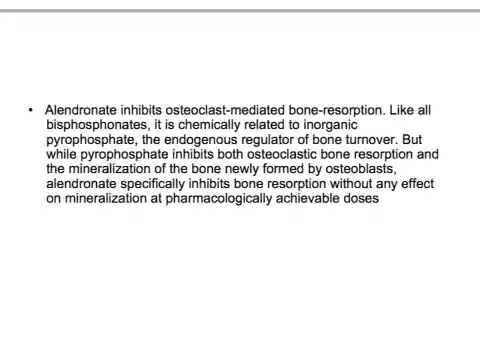 • Alendronate inhibits osteoclast-mediated bone-resorption. Like all
bisphosphonates, it is chemically related to inorganic
pyrophosphate, the endogenous regulator of bone turnover. But
while pyrophosphate inhibits both osteoclastic bone resorption and
the mineralization of the bone newly formed by osteoblasts,
alendronate specifically inhibits bone resorption without any effect
on mineralization at pharmacologically achievable doses